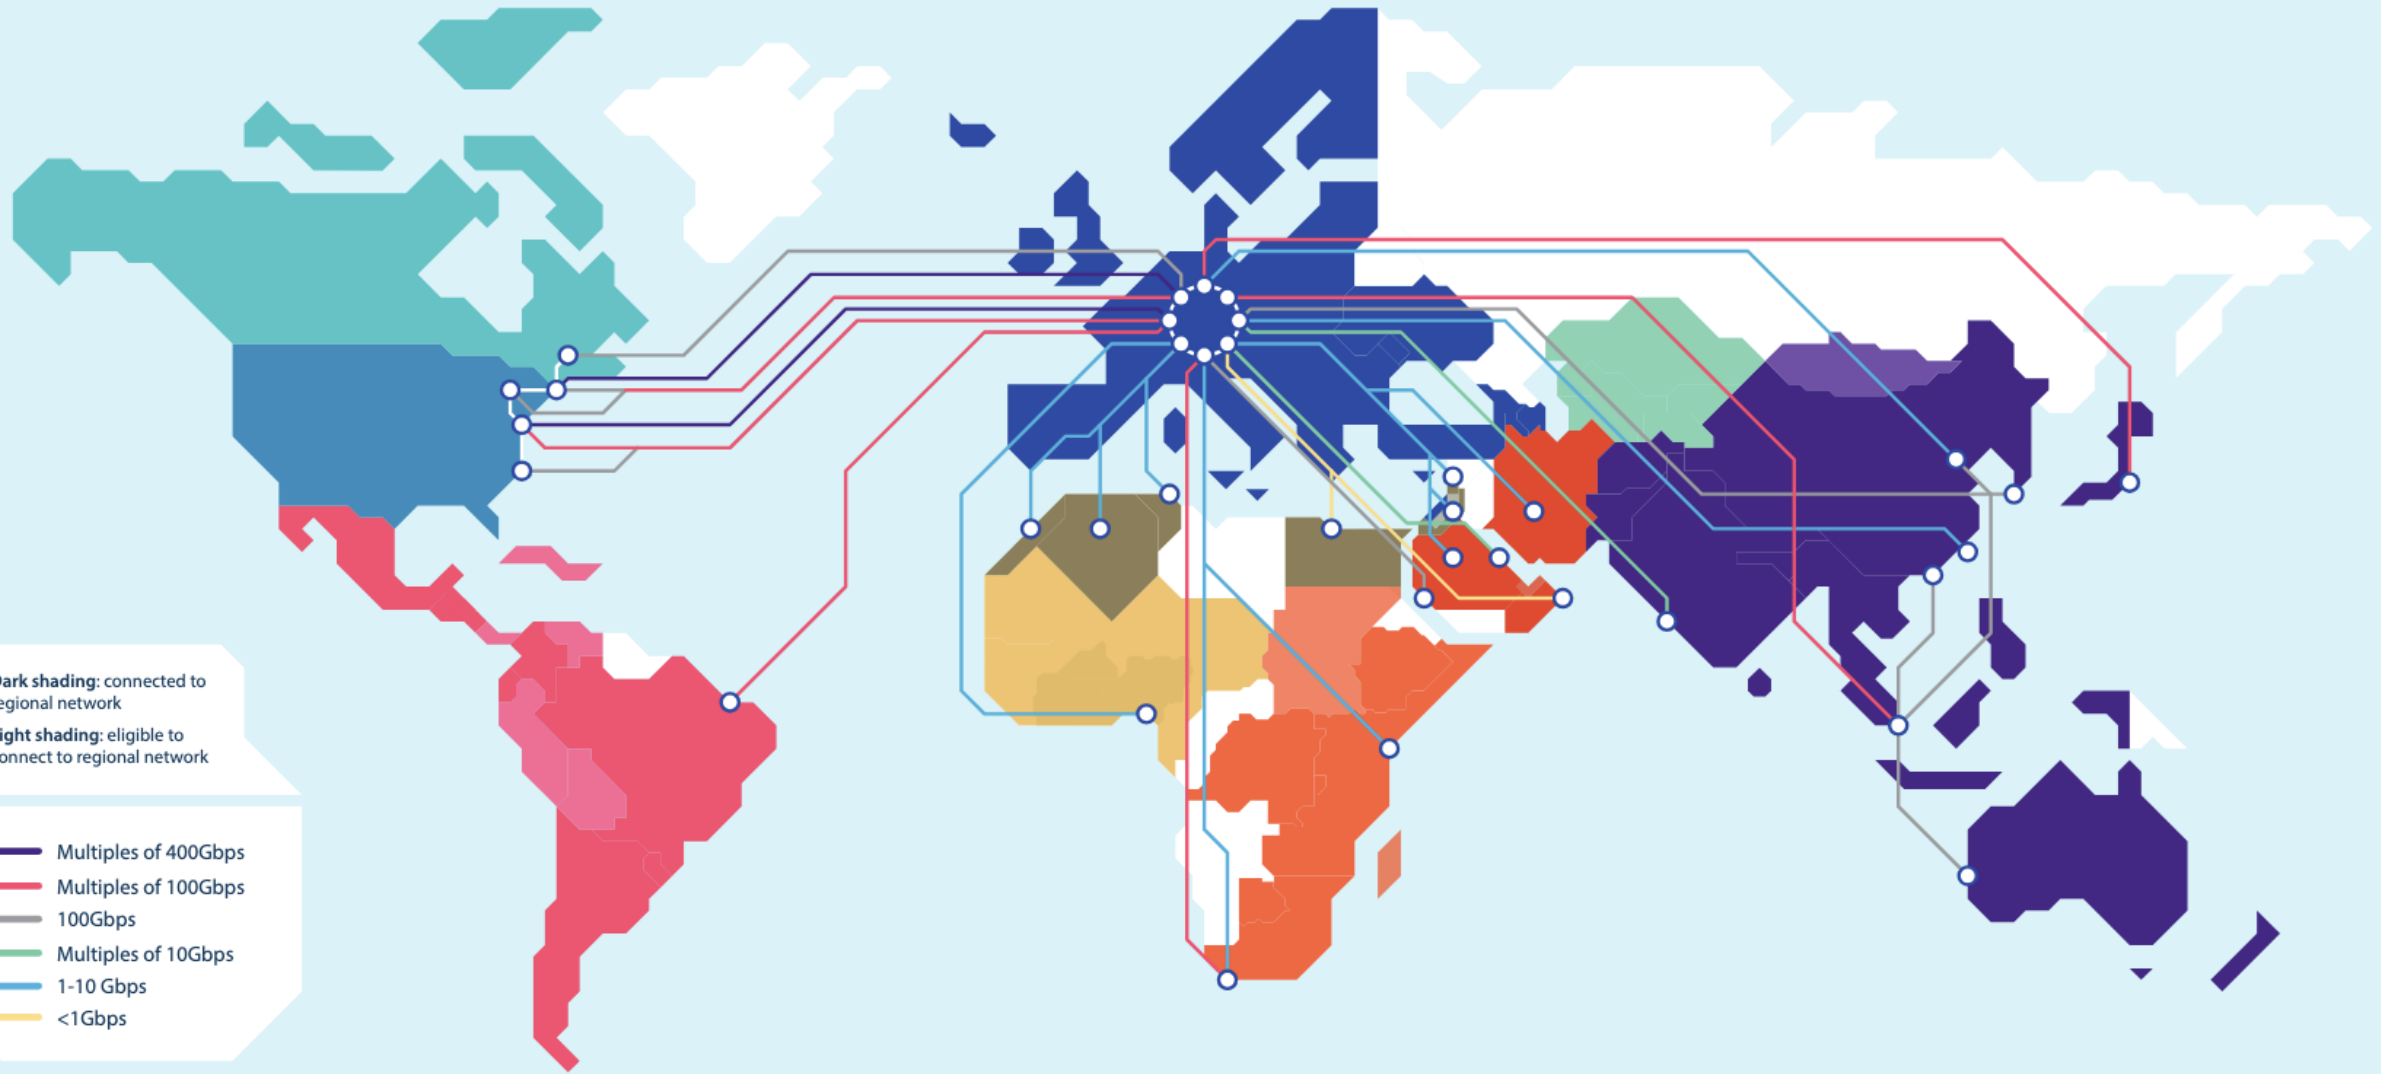 ark shading: connected to
egional network
ight shading: eligible to
onnect to regional network
Multiples of 400Gbps
Multiples of 100Gbps
100Gbps
Multiples of 10Gbps
1-10 Gbps
<1Gbps